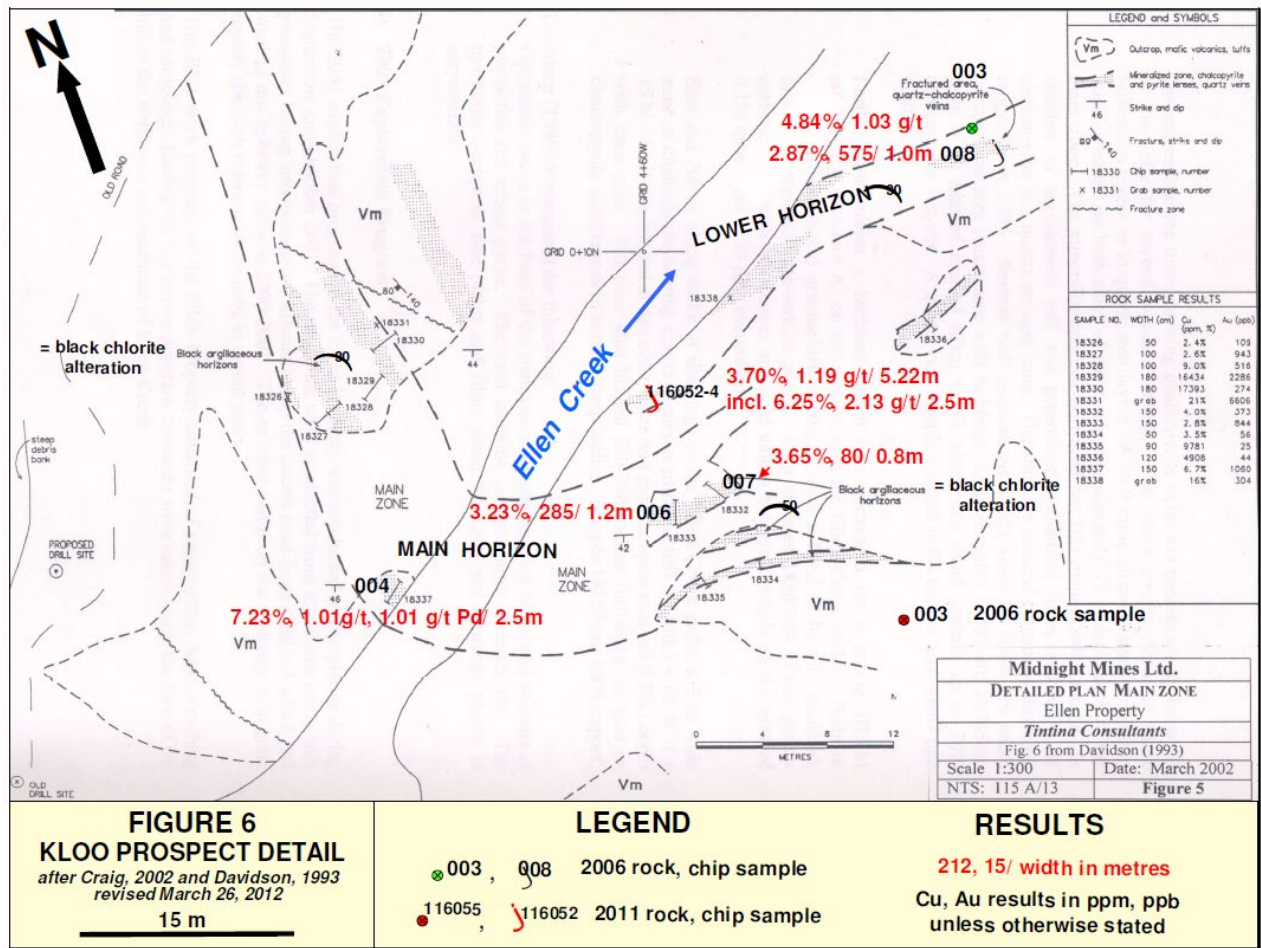 N
OLD ROAD
Vm
GRID 4+60W
GRID 0+10N
003
Fractured area,
quartz-chalcopyrite
veins
4.84%, 1.03 g/t
2.87%, 575/ 1.0m 008
LOWER HORIZON
90
18338
80
140
18331
18330
90
= black chlorite
alteration
Black argillaceous
horizons
18329
18326
18328
18327
44
Ellen Creek
18336
116052-4
3.70%, 1.19 g/t/ 5.22m
incl. 6.25%, 2.13 g/t/ 2.5m
3.65%, 80/ 0.8m
007
18332
50
Black argillaceous
horizons
= black chlorite
alteration
steep
debris
bank
MAIN
ZONE
3.23%, 285/ 1.2m 006
18333
42
MAIN HORIZON
PROPOSED
DRILL SITE
MAIN
ZONE
18334
18335
Vm
004
46
18337
7.23%, 1.01g/t, 1.01 g/t Pd/ 2.5m
Vm
003 2006 rock sample
OLD
DRILL SITE
Vm
0 4 8 12
METRES
LEGEND and SYMBOLS
Vm Outcrop, mafic volcanics, tuffs
Mineralized zone, chalcopyrite
and pyrite lenses, quartz veins
46 Strike and dip
80 140 Fracture, strike and dip
18330 Chip sample, number
x 18331 Grab sample, number
Fracture zone
ROCK SAMPLE RESULTS
SAMPLE NO. WIDTH (cm) Cu (ppm, %) Au (ppb)
18326 50 2.4% 109
18327 100 2.6% 943
18328 100 9.0% 516
18329 180 16434 2286
18330 180 17393 274
18331 grab 21% 6606
18332 150 4.0% 373
18333 150 2.8% 844
18334 50 3.5% 56
18335 90 9781 25
18336 120 4908 44
18337 150 6.7% 1060
18338 grab 16% 304
Midnight Mines Ltd.
DETAILED PLAN MAIN ZONE
Ellen Property
Tintina Consultants
Fig. 6 from Davidson (1993)
Scale 1:300 Date: March 2002
NTS: 115 A/13 Figure 5
FIGURE 6
KLOO PROSPECT DETAIL
after Craig, 2002 and Davidson, 1993
revised March 26, 2012
15 m
LEGEND
003 , 008 2006 rock, chip sample
116055 , 116052 2011 rock, chip sample
RESULTS
212, 15/ width in metres
Cu, Au results in ppm, ppb
unless otherwise stated